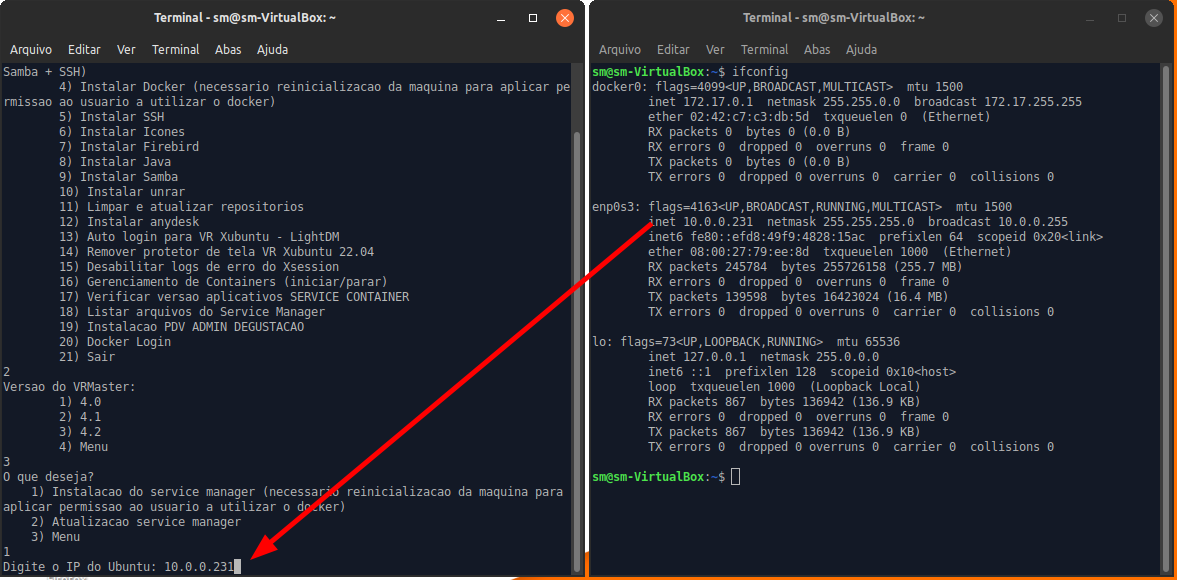 Terminal - sm@sm-VirtualBox: ~
Arquivo Editar Ver Terminal Abas Ajuda
Samba + SSH)
4) Instalar Docker (necessario reinicializacao da maquina para aplicar pe
rmissao ao usuario a utilizar o docker)
5) Instalar SSH
6) Instalar Icones
7) Instalar Firebird
8) Instalar Java
9) Instalar Samba
10) Instalar unrar
11) Limpar e atualizar repositorios
12) Instalar anydesk
13) Auto login para VR Xubuntu - LightDM
14) Remover protetor de tela VR Xubuntu 22.04
15) Desabilitar logs de erro do Xsession
16) Gerenciamento de Containers (iniciar/parar)
17) Verificar versao aplicativos SERVICE CONTAINER
18) Listar arquivos do Service Manager
19) Instalacao PDV ADMIN DEGUSTACAO
20) Docker Login
21) Sair
2
Versao do VRMaster:
1) 4.0
2) 4.1
3) 4.2
4) Menu
3
O que deseja?
1) Instalacao do service manager (necessario reinicializacao da maquina para
aplicar permissao ao usuario a utilizar o docker)
2) Atualizacao service manager
3) Menu
1
Digite o IP do Ubuntu: 10.0.0.231
Terminal - sm@sm-VirtualBox: ~
Arquivo Editar Ver Terminal Abas Ajuda
sm@sm-VirtualBox:~$ ifconfig
docker0: flags=4099<UP,BROADCAST,MULTICAST> mtu 1500
inet 172.17.0.1 netmask 255.255.0.0 broadcast 172.17.255.255
ether 02:42:c7:c3:db:5d txqueuelen 0 (Ethernet)
RX packets 0 bytes 0 (0.0 B)
RX errors 0 dropped 0 overruns 0 frame 0
TX packets 0 bytes 0 (0.0 B)
TX errors 0 dropped 0 overruns 0 carrier 0 collisions 0
enp0s3: flags=4163<UP,BROADCAST,RUNNING,MULTICAST> mtu 1500
inet 10.0.0.231 netmask 255.255.255.0 broadcast 10.0.0.255
inet6 fe80::efd8:49f9:4828:15ac prefixlen 64 scopeid 0x20<link>
ether 08:00:27:79:ee:8d txqueuelen 1000 (Ethernet)
RX packets 245784 bytes 255726158 (255.7 MB)
RX errors 0 dropped 0 overruns 0 frame 0
TX packets 139598 bytes 16423024 (16.4 MB)
TX errors 0 dropped 0 overruns 0 carrier 0 collisions 0
lo: flags=73<UP,LOOPBACK,RUNNING> mtu 65536
inet 127.0.0.1 netmask 255.0.0.0
inet6 ::1 prefixlen 128 scopeid 0x10<host>
loop txqueuelen 1000 (Loopback Local)
RX packets 867 bytes 136942 (136.9 KB)
RX errors 0 dropped 0 overruns 0 frame 0
TX packets 867 bytes 136942 (136.9 KB)
TX errors 0 dropped 0 overruns 0 carrier 0 collisions 0
sm@sm-VirtualBox:~$